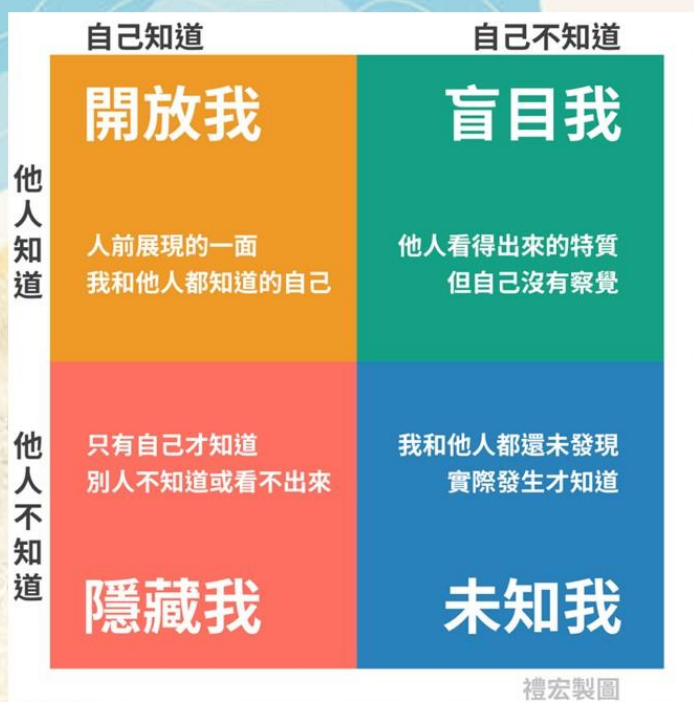 自己知道
自己不知道
他人知道
開放我
人前展現的一面
我和他人都知道的自己
盲目我
他人看得出來的特質
但自己沒有察覺
他人不知道
只有自己才知道
別人不知道或看不出來
隱藏我
我和他人都還未發現
實際發生才知道
未知我
禮宏製圖